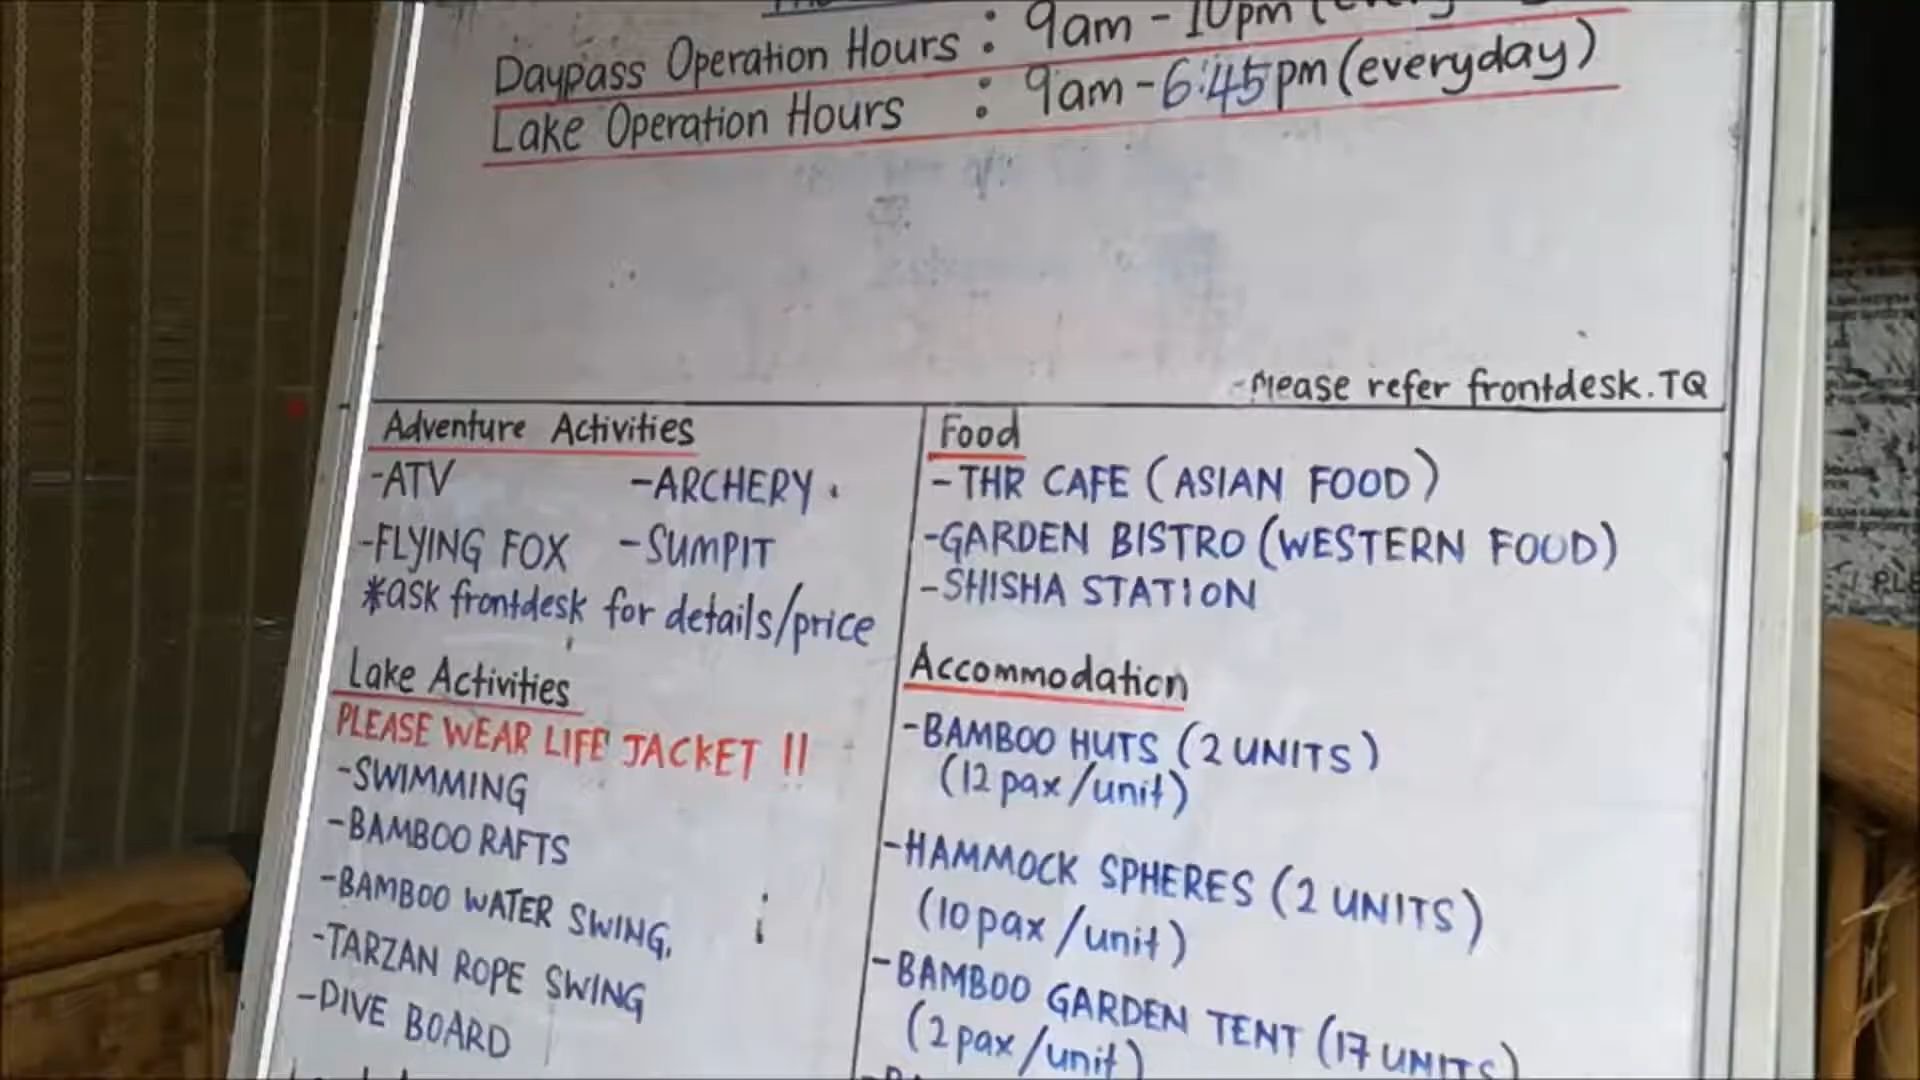 Daypass Operation Hours : 9am - 10pm
Lake Operation Hours : 9am - 6:45pm (everyday)
-Please refer frontdesk. TQ
Adventure Activities
-ATV -ARCHERY
-FLYING FOX -SUMPIT
*ask frontdesk for details/price
Lake Activities
PLEASE WEAR LIFE JACKET !!
-SWIMMING
-BAMBOO RAFTS
-BAMBOO WATER SWING,
-TARZAN ROPE SWING
-DIVE BOARD
Food
-THR CAFE (ASIAN FOOD)
-GARDEN BISTRO (WESTERN FOOD)
-SHISHA STATION
Accommodation
-BAMBOO HUTS (2 UNITS)
(12 pax/unit)
-HAMMOCK SPHERES (2 UNITS)
(10 pax/unit)
-BAMBOO GARDEN TENT (17 UNITS)
(2 pax/unit)